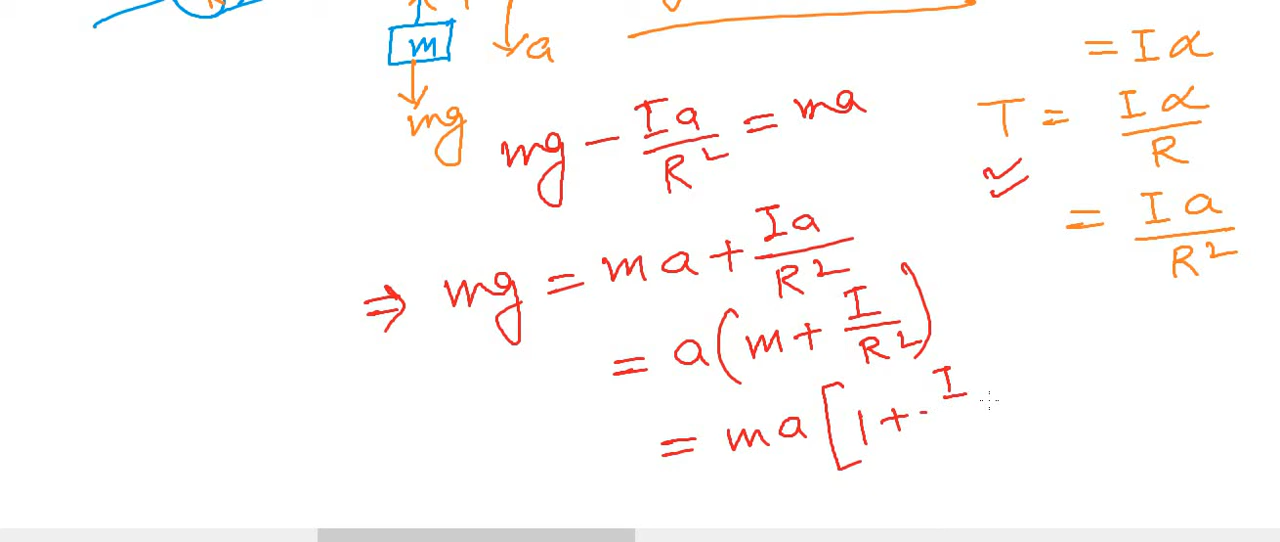 m
a
mg
= Iα
T = Iα/R
= Ia/R²
mg - Ia/R² = ma
⇒ mg = ma + Ia/R²
= a(m + I/R²)
= ma[1 + I